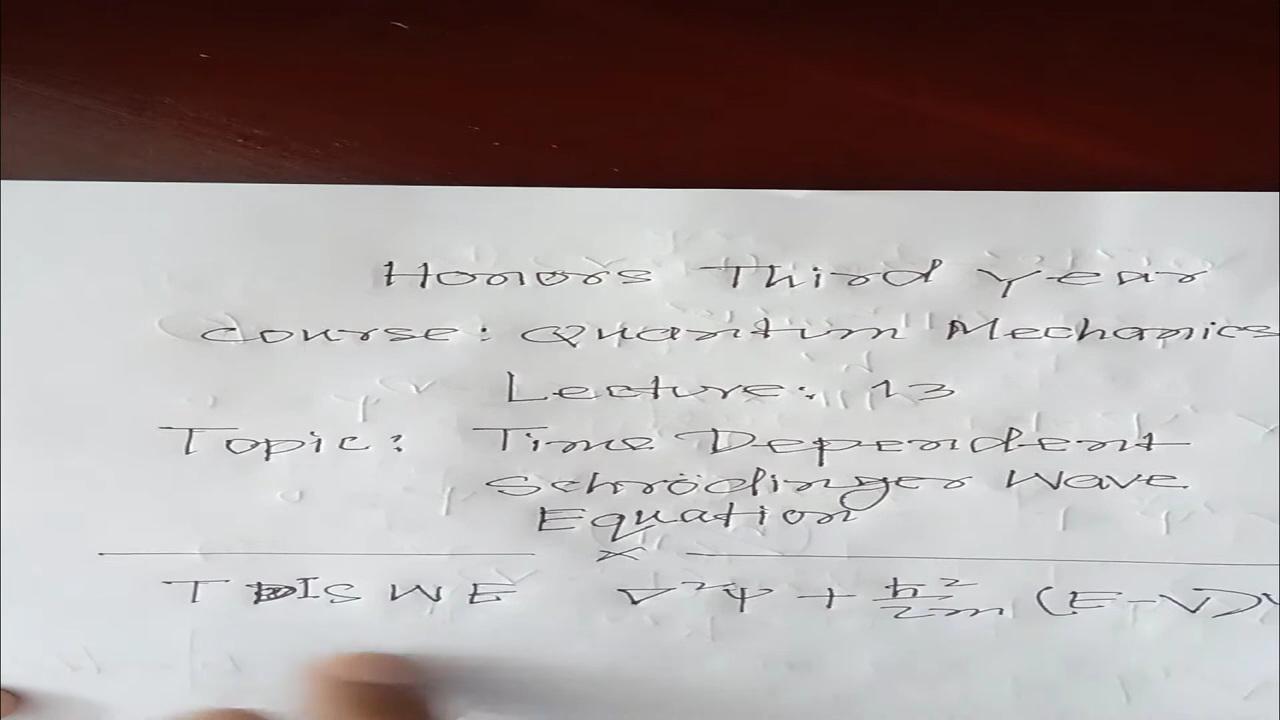 Honors Third Year
Course: Quantum Mechanics
Lecture: 13
Topic: Time Dependent
Schrödinger Wave
Equation
x
TDISWE ∇²ψ + ħ²/2m (E-V)ψ